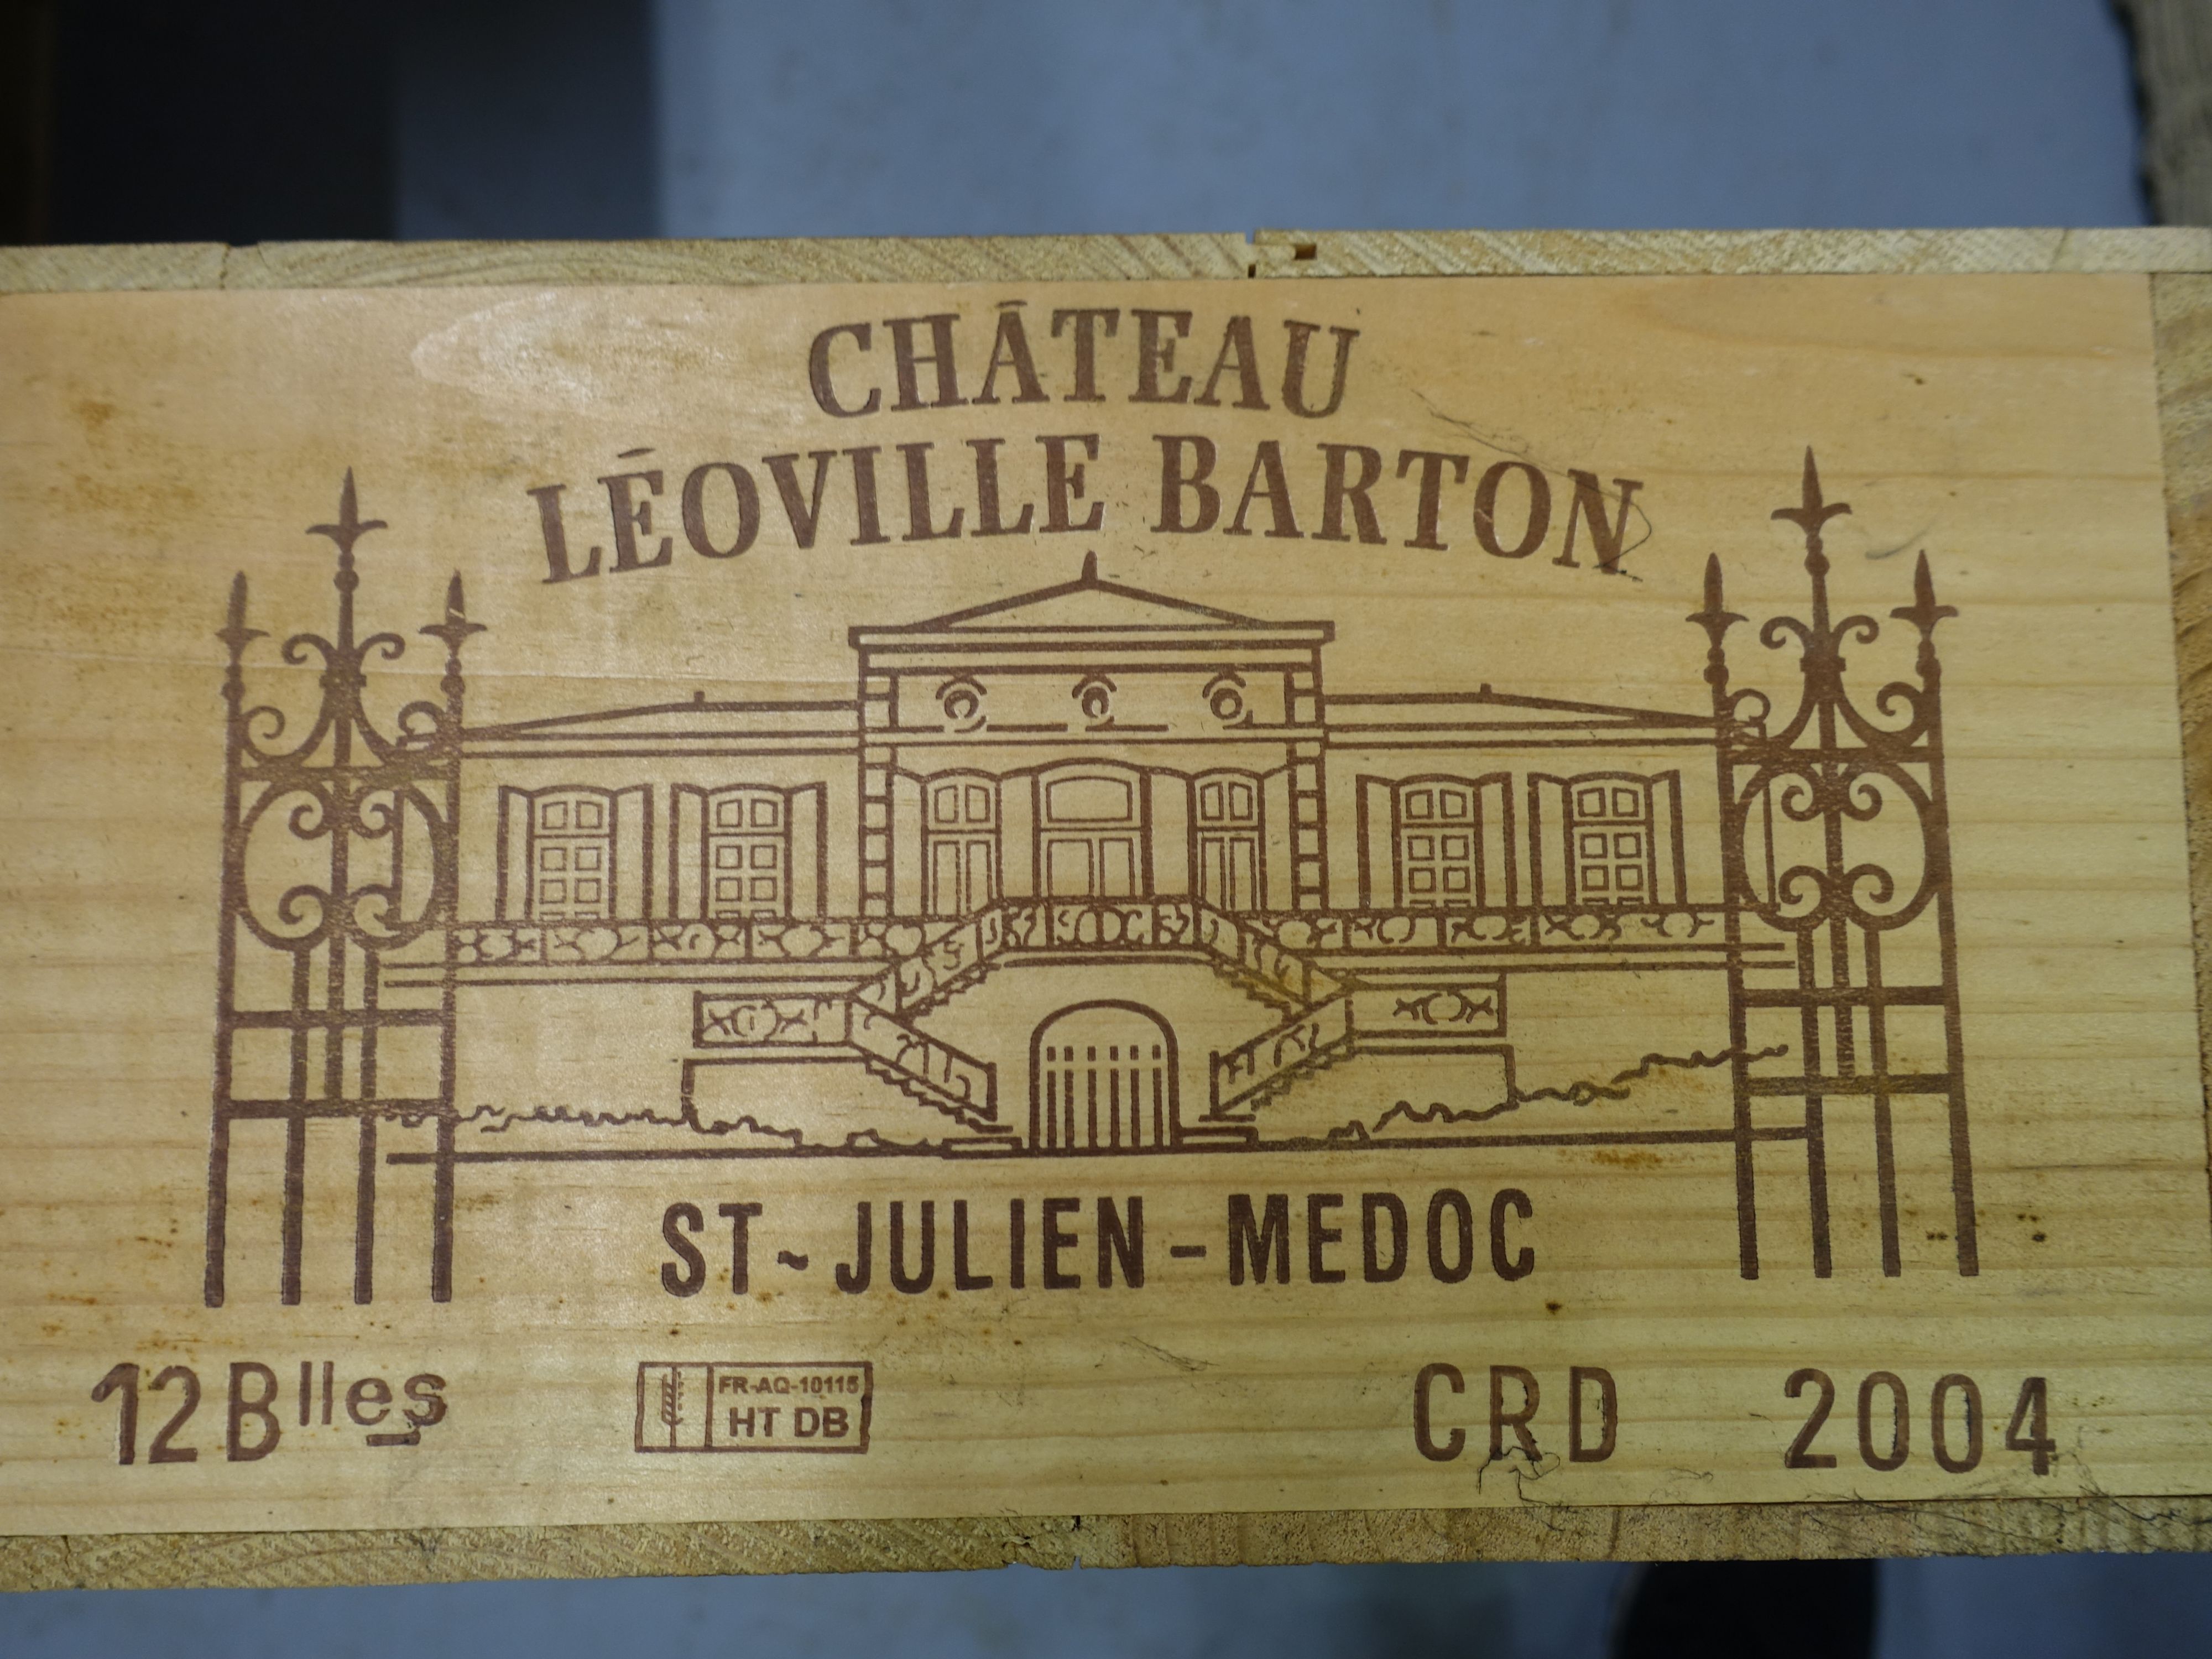 CHÂTEAU
LÉOVILLE BARTON
ST-JULIEN-MEDOC
12 Blles
FR-AQ-10115
HT DB
CRD 2004